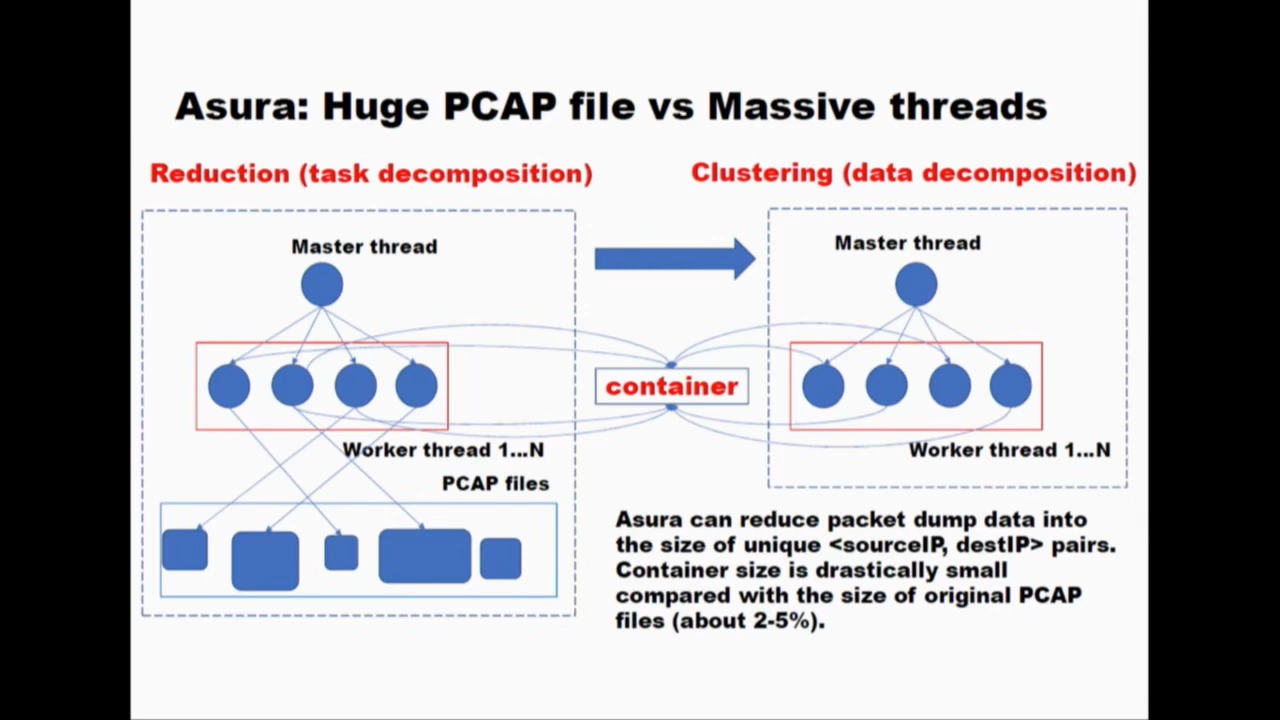 Asura: Huge PCAP file vs Massive threads
Reduction (task decomposition)
Clustering (data decomposition)
Master thread
Master thread
container
Worker thread 1...N
Worker thread 1...N
PCAP files
Asura can reduce packet dump data into
the size of unique <sourceIP, destIP> pairs.
Container size is drastically small
compared with the size of original PCAP
files (about 2-5%).